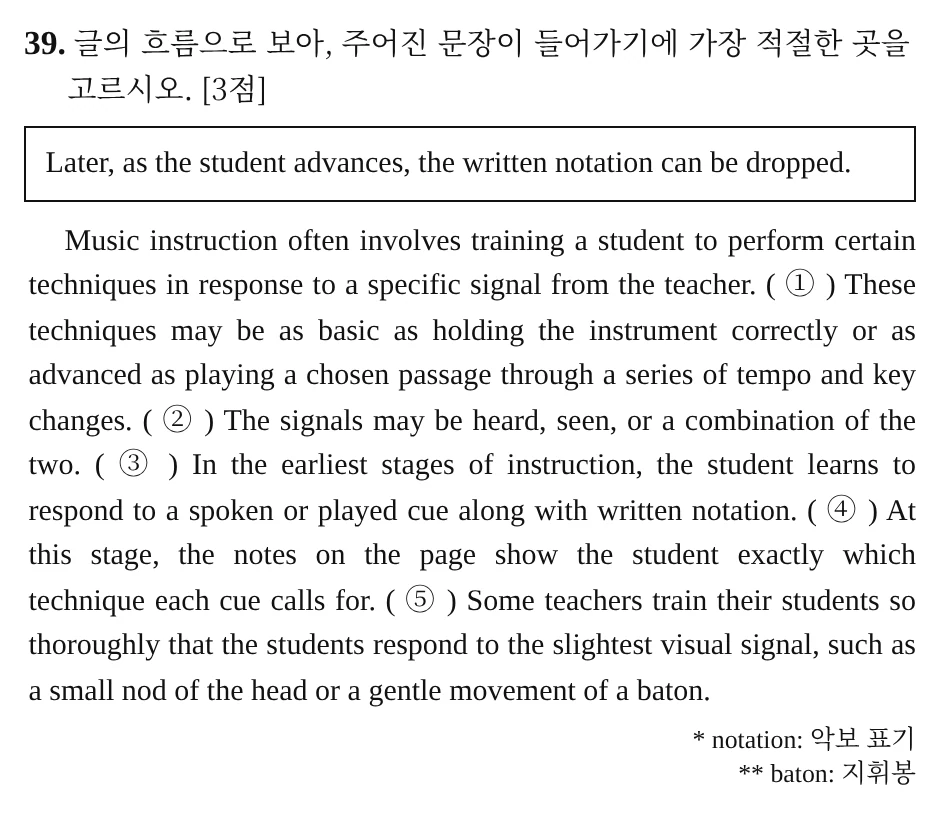 39. 글의 흐름으로 보아, 주어진 문장이 들어가기에 가장 적절한 곳을
고르시오. [3점]
Later, as the student advances, the written notation can be dropped.
Music instruction often involves training a student to perform certain
techniques in response to a specific signal from the teacher. ( ① ) These
techniques may be as basic as holding the instrument correctly or as
advanced as playing a chosen passage through a series of tempo and key
changes. ( ② ) The signals may be heard, seen, or a combination of the
two. ( ③ ) In the earliest stages of instruction, the student learns to
respond to a spoken or played cue along with written notation. ( ④ ) At
this stage, the notes on the page show the student exactly which
technique each cue calls for. ( ⑤ ) Some teachers train their students so
thoroughly that the students respond to the slightest visual signal, such as
a small nod of the head or a gentle movement of a baton.
* notation: 악보 표기
** baton: 지휘봉